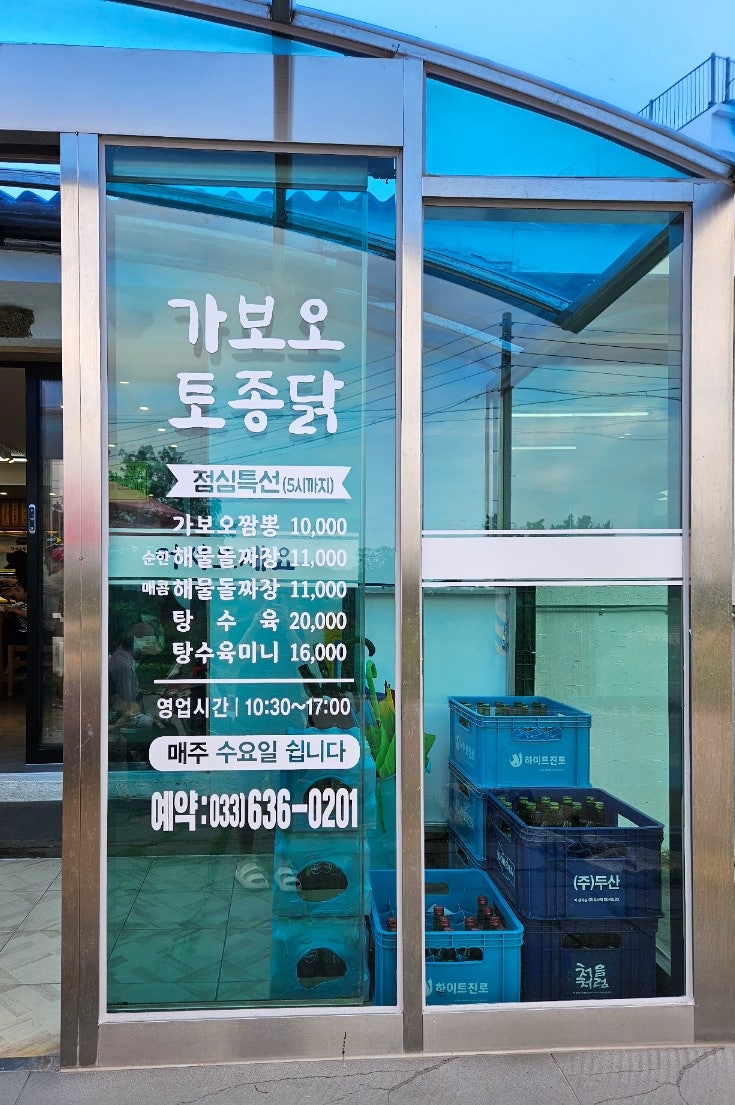 가보오
토종닭
점심특선(5시까지)
가보오짬뽕 10,000
순한해물돌짜장 11,000
매콤해물돌짜장 11,000
탕 수 육 20,000
탕수육미니 16,000
영업시간 | 10:30~17:00
매주 수요일 쉽니다
예약:033)636-0201
하이트진로
(주)두산
하이트진로
처음
처럼